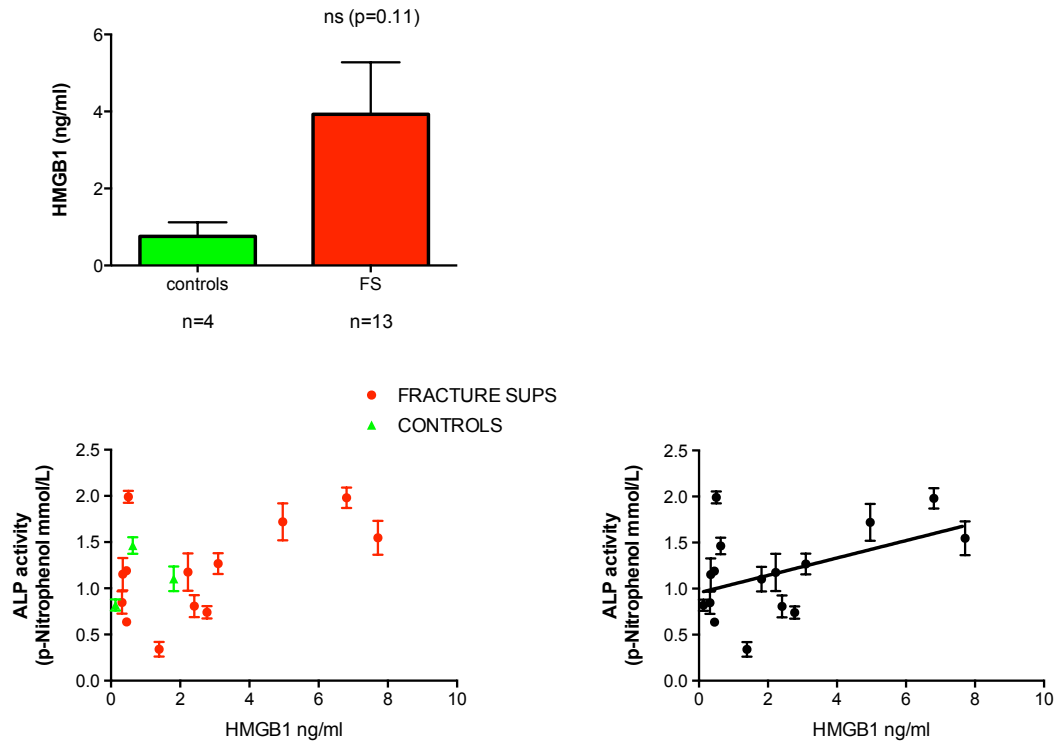 ns (p=0.11)
6
4
2
0
HMGB1 (ng/ml)
controls
FS
n=4
n=13
FRACTURE SUPS
CONTROLS
2.5
2.0
1.5
1.0
0.5
0.0
ALP activity
(p-Nitrophenol mmol/L)
0
2
4
6
8
10
HMGB1 ng/ml
2.5
2.0
1.5
1.0
0.5
0.0
ALP activity
(p-Nitrophenol mmol/L)
0
2
4
6
8
10
HMGB1 ng/ml